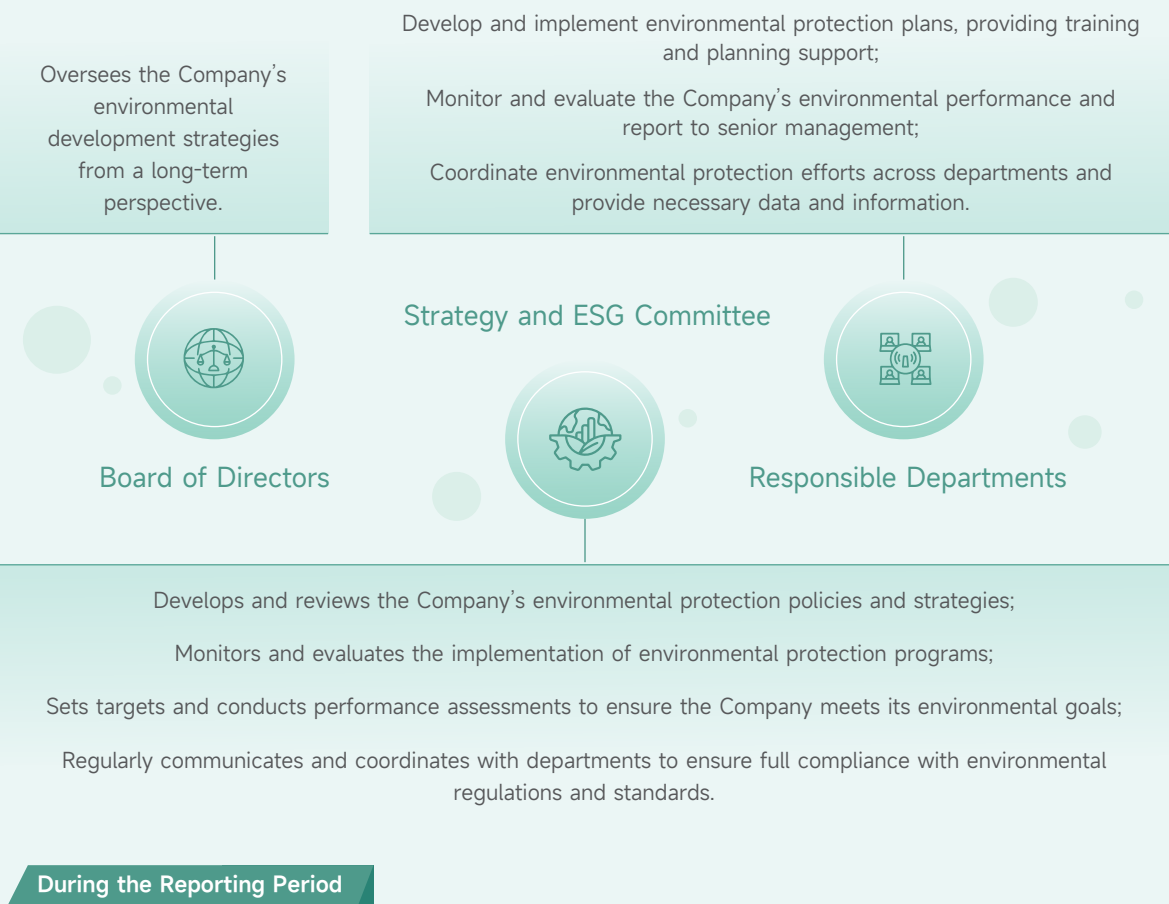 Oversees the Company’s
environmental
development strategies
from a long-term
perspective.
Develop and implement environmental protection plans, providing training
and planning support;
Monitor and evaluate the Company’s environmental performance and
report to senior management;
Coordinate environmental protection efforts across departments and
provide necessary data and information.
Strategy and ESG Committee
Board of Directors
Responsible Departments
Develops and reviews the Company’s environmental protection policies and strategies;
Monitors and evaluates the implementation of environmental protection programs;
Sets targets and conducts performance assessments to ensure the Company meets its environmental goals;
Regularly communicates and coordinates with departments to ensure full compliance with environmental
regulations and standards.
During the Reporting Period